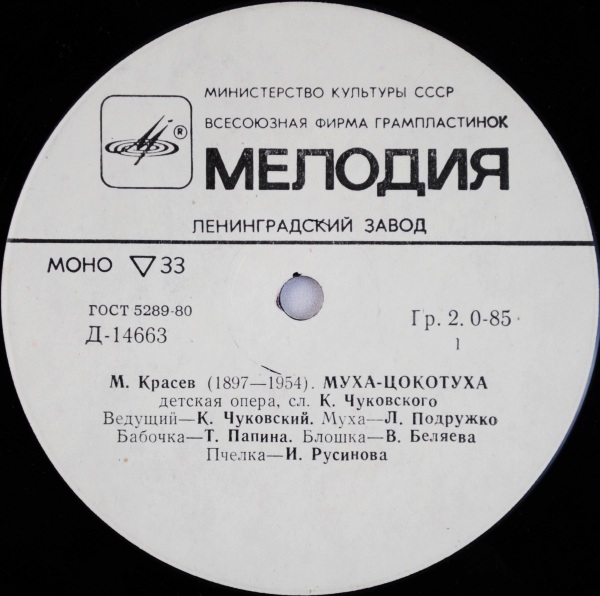 МИНИСТЕРСТВО КУЛЬТУРЫ СССР
ВСЕСОЮЗНАЯ ФИРМА ГРАМПЛАСТИНОК
®
МЕЛОДИЯ
ЛЕНИНГРАДСКИЙ ЗАВОД
МОНО ▽ 33
ГОСТ 5289-80
Д-14663
Гр. 2. 0-85
1
М. Красев (1897—1954). МУХА-ЦОКОТУХА
детская опера, сл. К. Чуковского
Ведущий—К. Чуковский. Муха—Л. Подружко
Бабочка—Т. Папина. Блошка—В. Беляева
Пчелка—И. Русинова